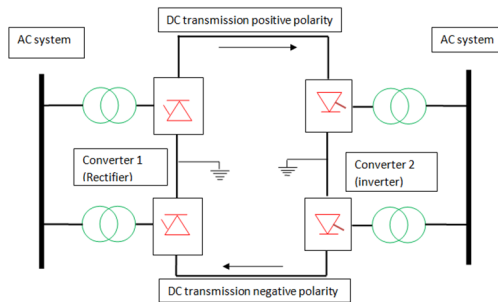 DC transmission positive polarity
AC system
AC system
Converter 1
(Rectifier)
Converter 2
(inverter)
DC transmission negative polarity